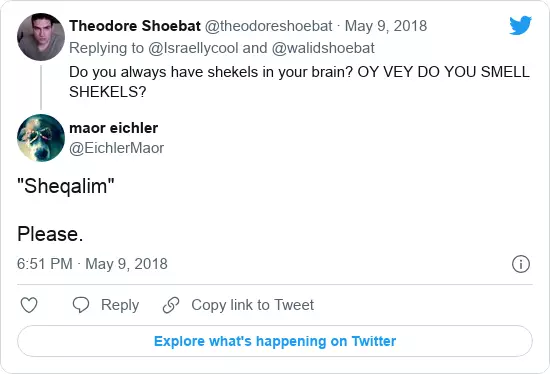 Theodore Shoebat @theodoreshoebat · May 9, 2018
Replying to @Israellycool and @walidshoebat
Do you always have shekels in your brain? OY VEY DO YOU SMELL
SHEKELS?
maor eichler
@EichlerMaor
"Sheqalim"
Please.
6:51 PM · May 9, 2018
Reply
Copy link to Tweet
Explore what's happening on Twitter